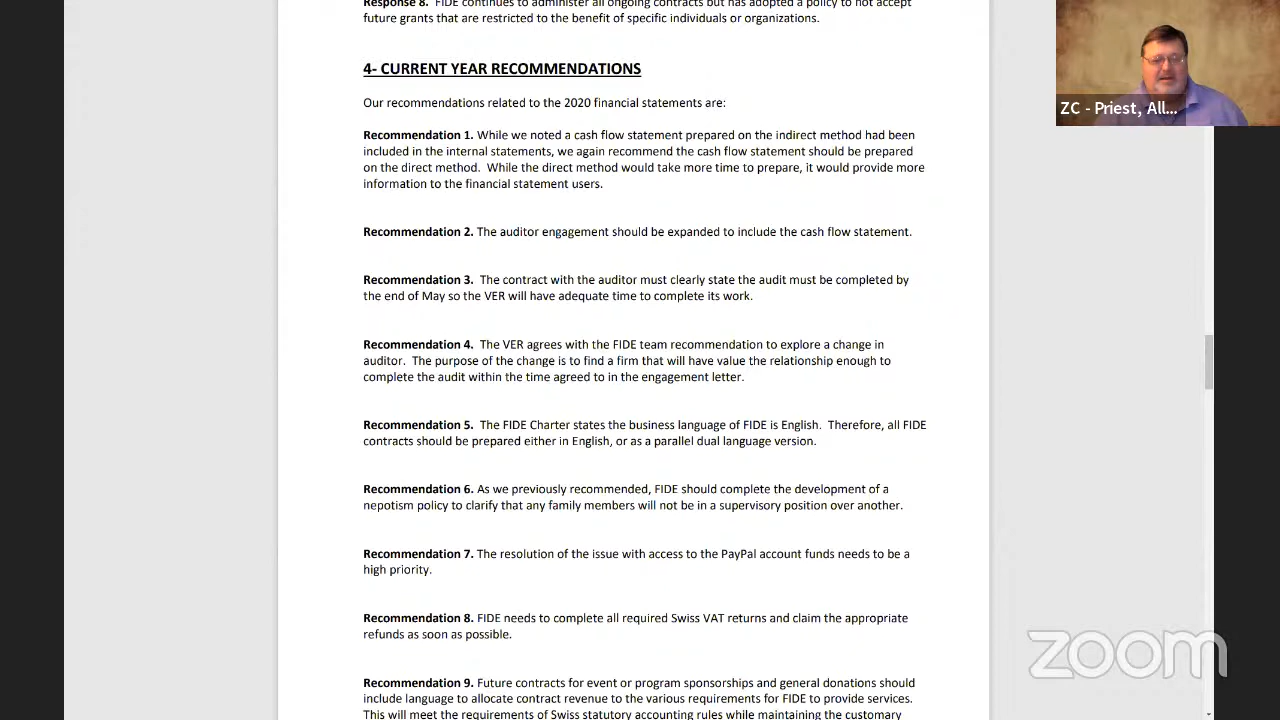 Response 8. FIDE continues to administer all ongoing contracts but has adopted a policy to not accept
future grants that are restricted to the benefit of specific individuals or organizations.
4- CURRENT YEAR RECOMMENDATIONS
Our recommendations related to the 2020 financial statements are:
Recommendation 1. While we noted a cash flow statement prepared on the indirect method had been
included in the internal statements, we again recommend the cash flow statement should be prepared
on the direct method. While the direct method would take more time to prepare, it would provide more
information to the financial statement users.
Recommendation 2. The auditor engagement should be expanded to include the cash flow statement.
Recommendation 3. The contract with the auditor must clearly state the audit must be completed by
the end of May so the VER will have adequate time to complete its work.
Recommendation 4. The VER agrees with the FIDE team recommendation to explore a change in
auditor. The purpose of the change is to find a firm that will have value the relationship enough to
complete the audit within the time agreed to in the engagement letter.
Recommendation 5. The FIDE Charter states the business language of FIDE is English. Therefore, all FIDE
contracts should be prepared either in English, or as a parallel dual language version.
Recommendation 6. As we previously recommended, FIDE should complete the development of a
nepotism policy to clarify that any family members will not be in a supervisory position over another.
Recommendation 7. The resolution of the issue with access to the PayPal account funds needs to be a
high priority.
Recommendation 8. FIDE needs to complete all required Swiss VAT returns and claim the appropriate
refunds as soon as possible.
Recommendation 9. Future contracts for event or program sponsorships and general donations should
include language to allocate contract revenue to the various requirements for FIDE to provide services.
This will meet the requirements of Swiss statutory accounting rules while maintaining the customary
ZC - Priest, All...
zoom